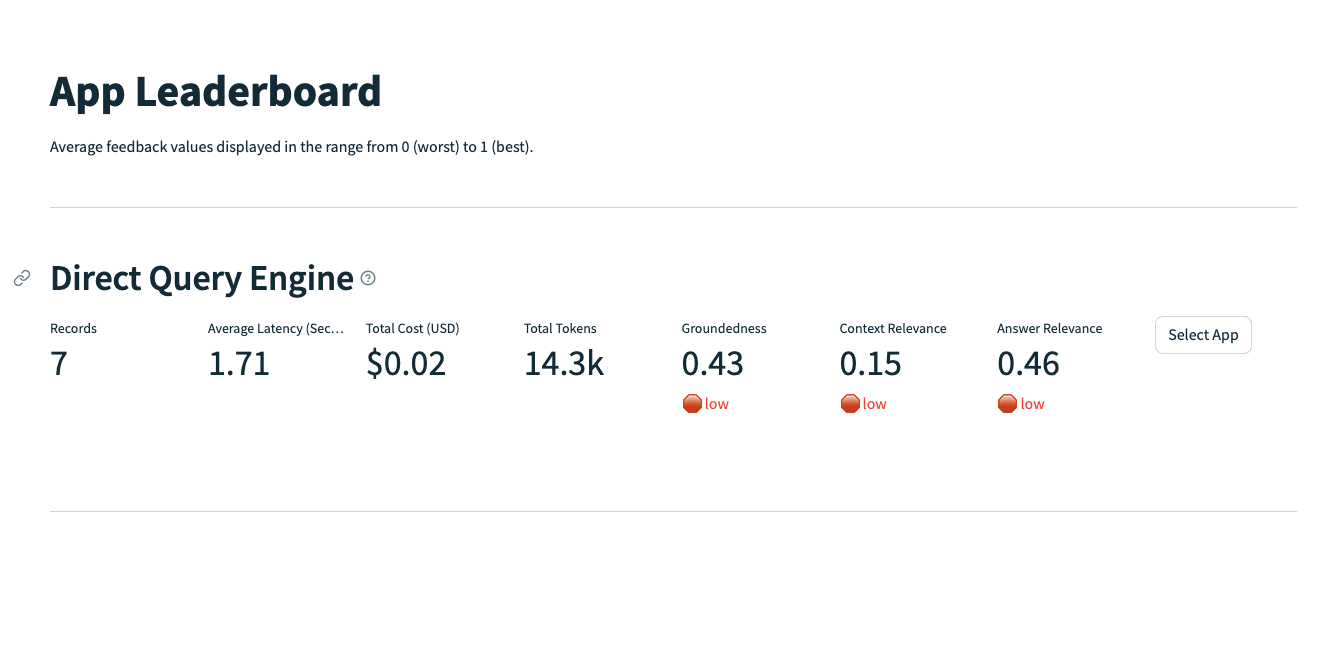 App Leaderboard
Average feedback values displayed in the range from 0 (worst) to 1 (best).
Direct Query Engine
Records
7
Average Latency (Sec...
1.71
Total Cost (USD)
$0.02
Total Tokens
14.3k
Groundedness
0.43
low
Context Relevance
0.15
low
Answer Relevance
0.46
low
Select App